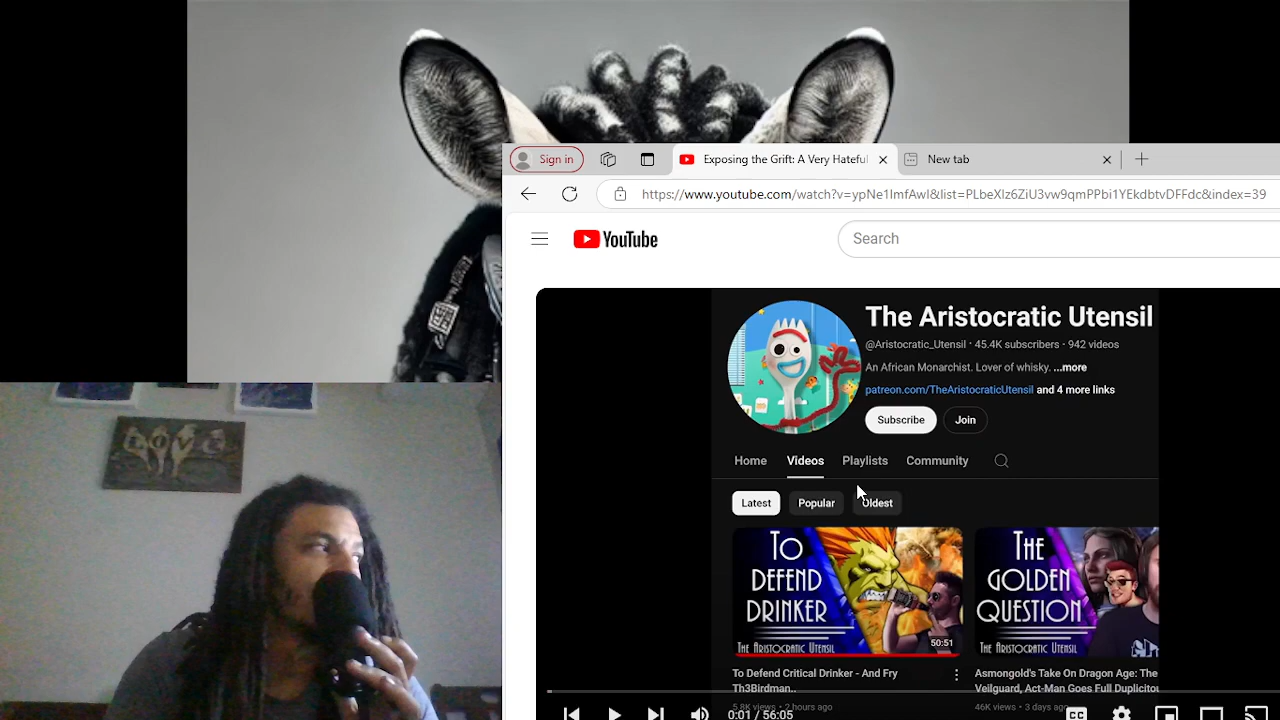 LOVE
Sign in
Exposing the Grift: A Very Hateful
New tab
https://www.youtube.com/watch?v=ypNe1ImfAwI&list=PLbeXlz6ZiU3vw9qmPPbi1YEkdbtvDFFdc&index=39
YouTube
Search
The Aristocratic Utensil
@Aristocratic_Utensil · 45.4K subscribers · 942 videos
An African Monarchist. Lover of whisky. ...more
patreon.com/TheAristocraticUtensil and 4 more links
Subscribe
Join
Home
Videos
Playlists
Community
Latest
Popular
Oldest
TO
DEFEND
DRINKER
THE ARISTOCRATIC UTENSIL
50:51
THE
GOLDEN
QUESTION
THE ARISTOCRATIC UTENSIL
To Defend Critical Drinker - And Fry
Th3Birdman..
5.8K views · 2 hours ago
Asmongold's Take On Dragon Age: The
Veilguard, Act-Man Goes Full Duplicitou
46K views · 3 days ago
0:01 / 56:05
CC